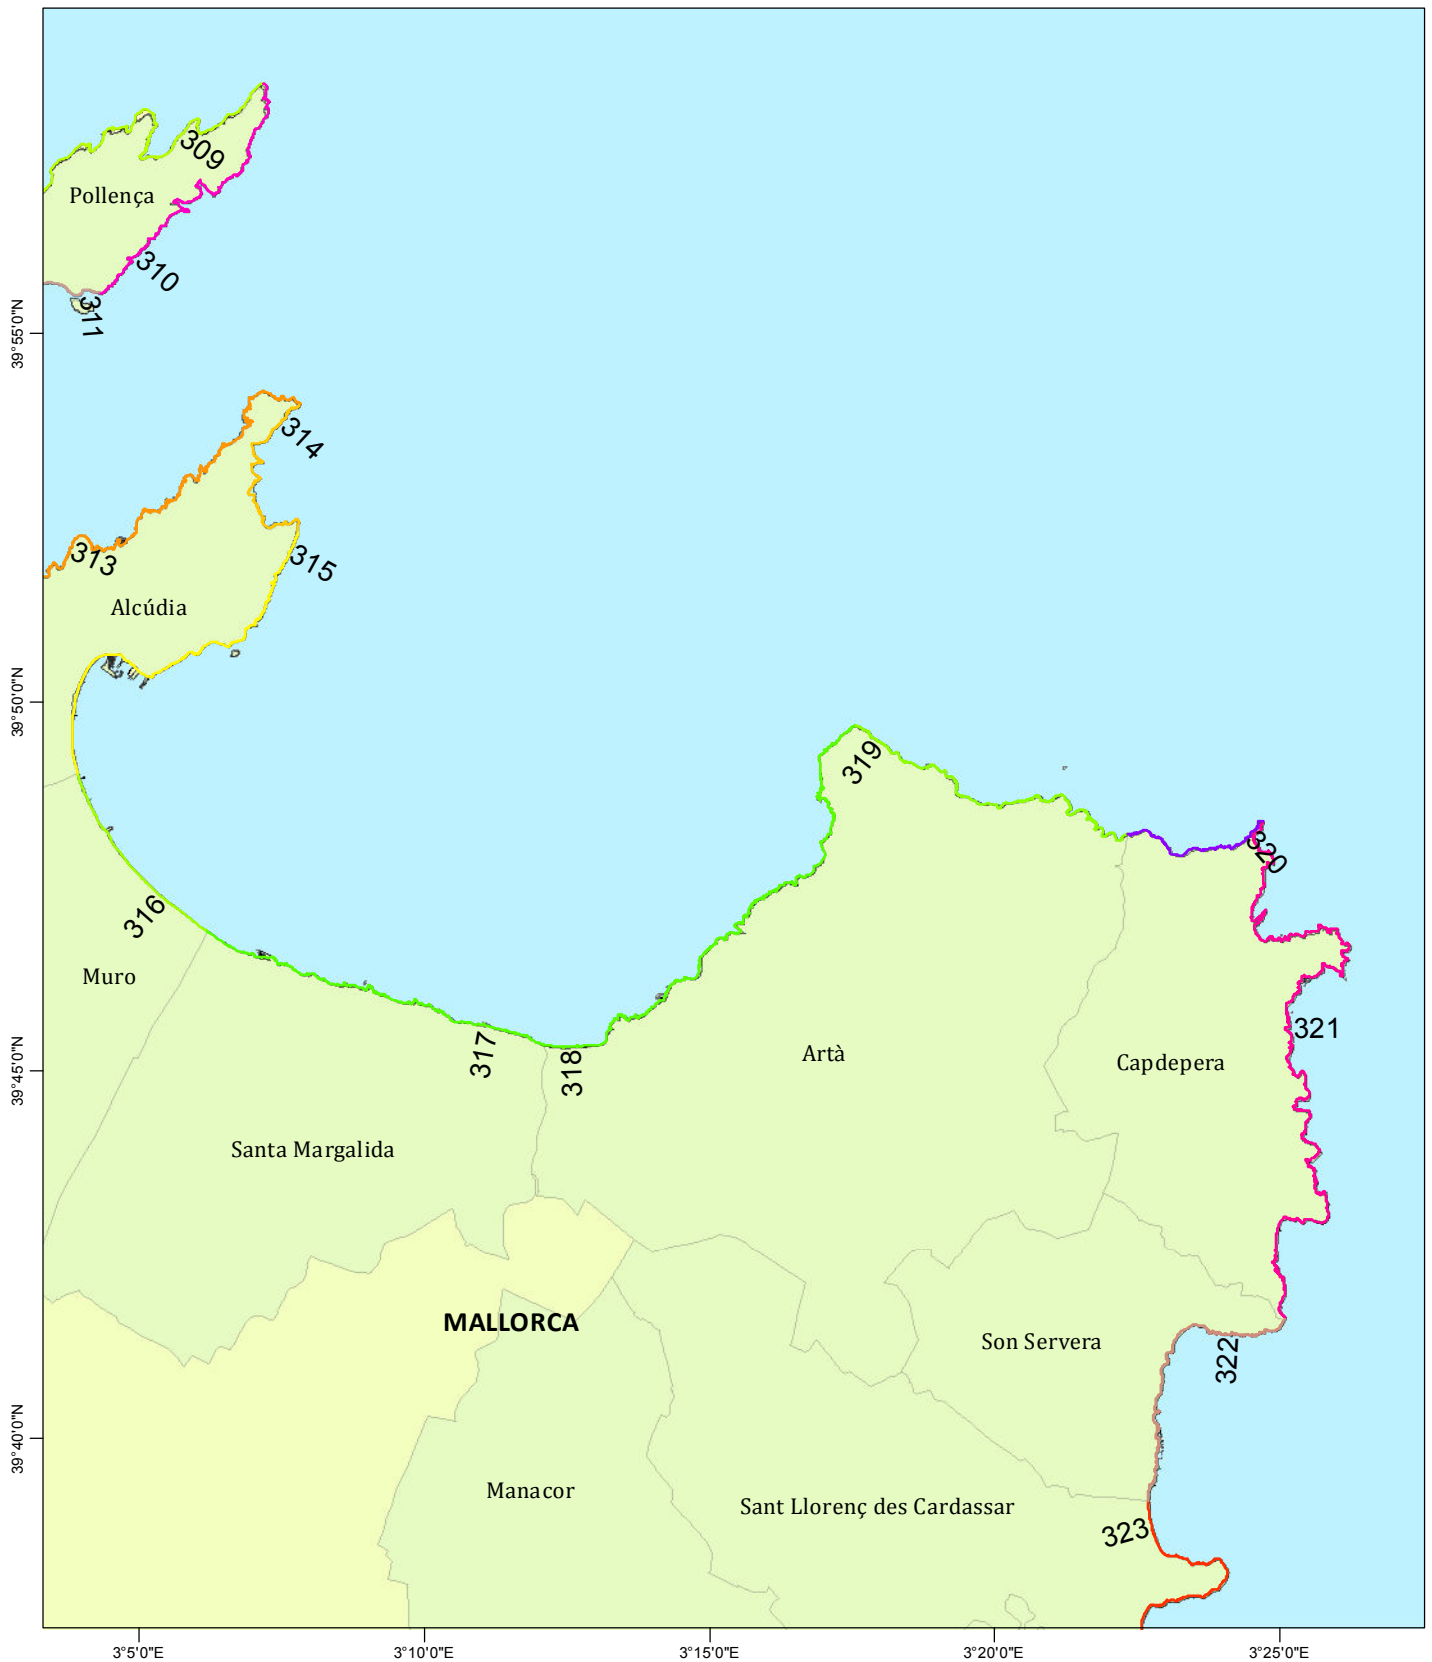 309
Pollença
310
311
39°55'0"N
314
313
315
Alcúdia
39°50'0"N
319
320
316
Muro
321
317
318
Artà
Capdepera
39°45'0"N
Santa Margalida
MALLORCA
Son Servera
322
39°40'0"N
Manacor
Sant Llorenç des Cardassar
323
3°5'0"E
3°10'0"E
3°15'0"E
3°20'0"E
3°25'0"E